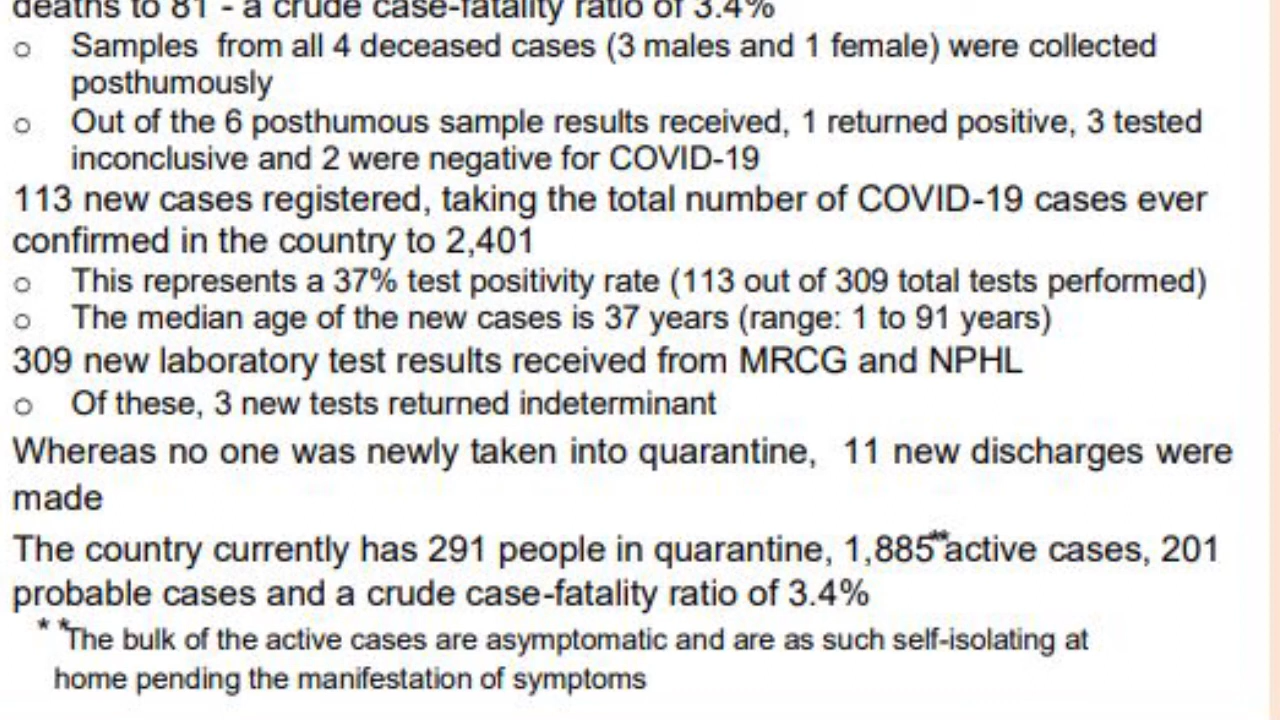 deaths to 81 - a crude case-fatality ratio of 3.4%
o Samples from all 4 deceased cases (3 males and 1 female) were collected
posthumously
o Out of the 6 posthumous sample results received, 1 returned positive, 3 tested
inconclusive and 2 were negative for COVID-19
113 new cases registered, taking the total number of COVID-19 cases ever
confirmed in the country to 2,401
o This represents a 37% test positivity rate (113 out of 309 total tests performed)
o The median age of the new cases is 37 years (range: 1 to 91 years)
309 new laboratory test results received from MRCG and NPHL
o Of these, 3 new tests returned indeterminant
Whereas no one was newly taken into quarantine, 11 new discharges were
made
The country currently has 291 people in quarantine, 1,885**active cases, 201
probable cases and a crude case-fatality ratio of 3.4%
**The bulk of the active cases are asymptomatic and are as such self-isolating at
home pending the manifestation of symptoms